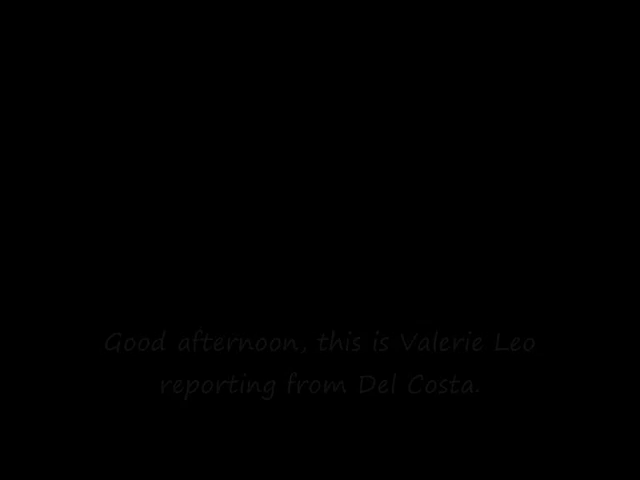 Good afternoon, this is Valerie Leo
reporting from Del Costa.